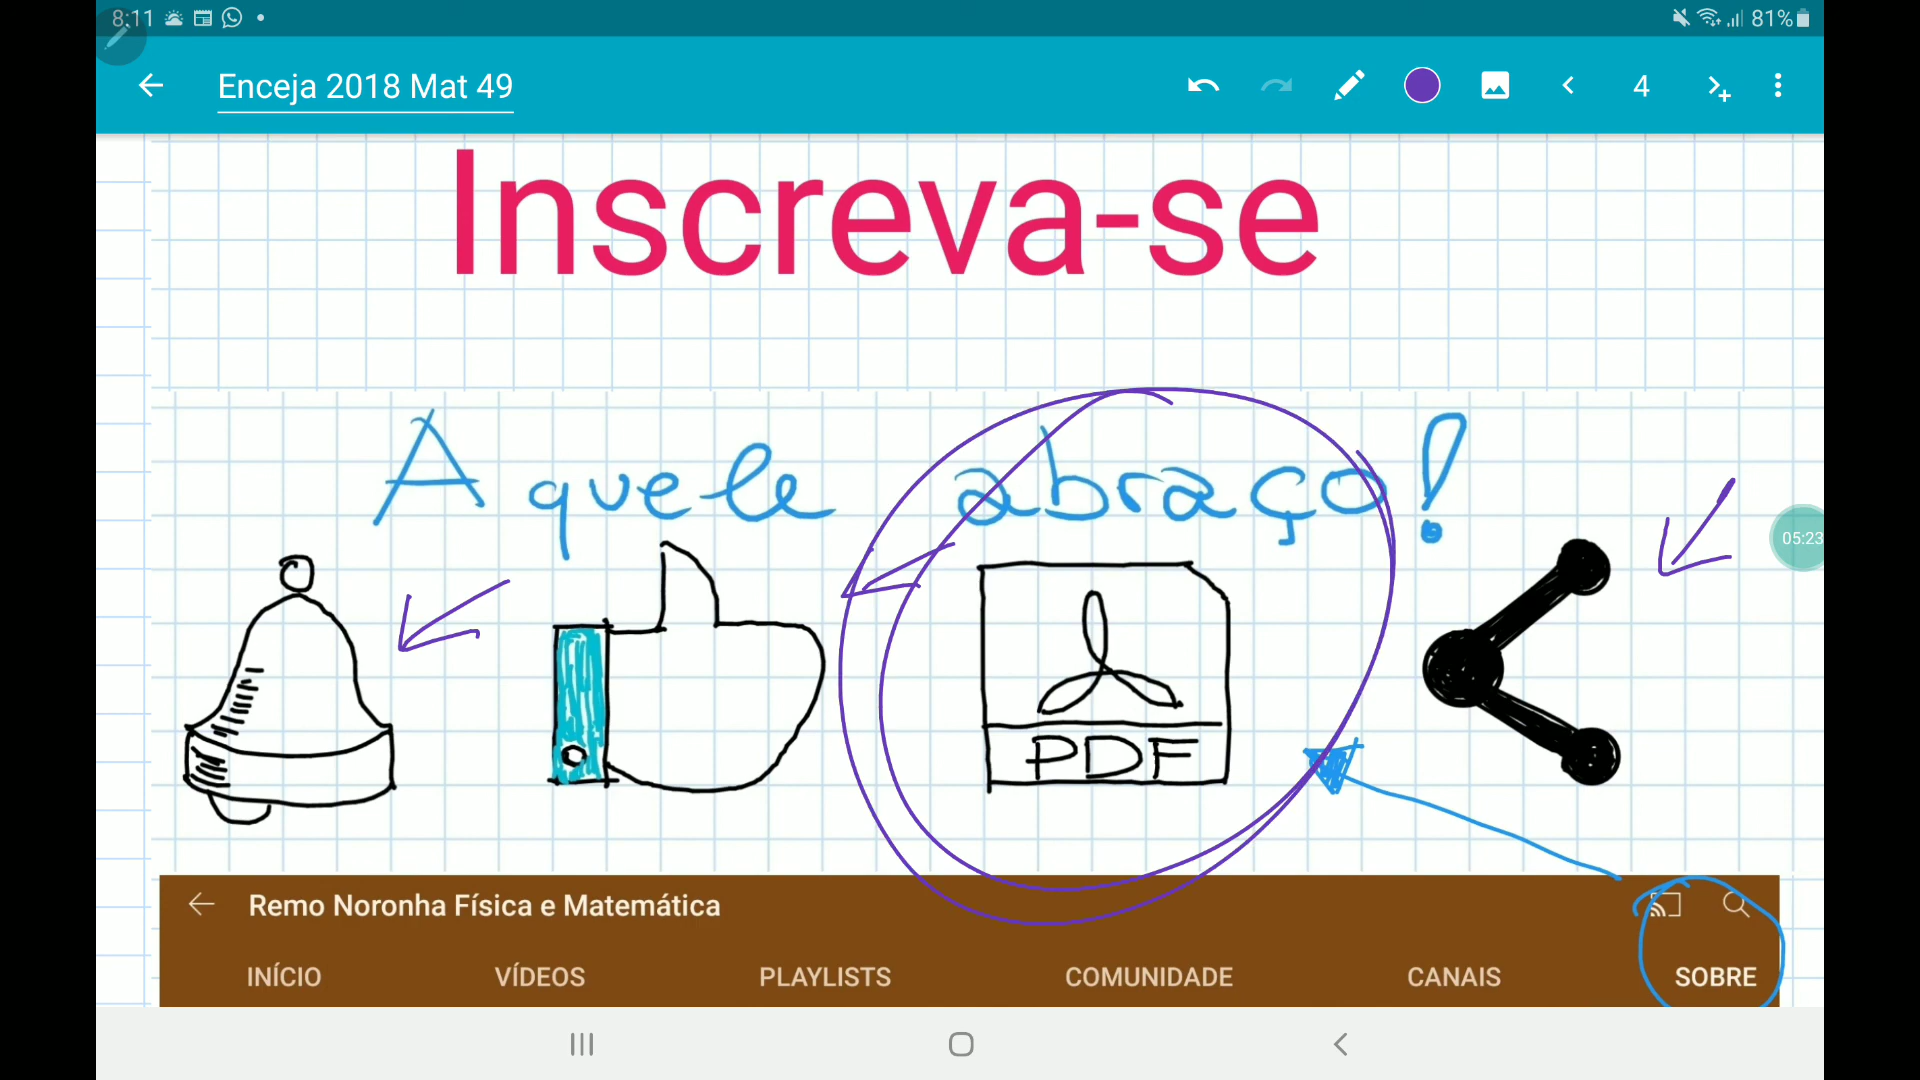 8:11
81%
Enceja 2018 Mat 49
4
Inscreva-se
Aquele abraço!
05:23
PDF
Remo Noronha Física e Matemática
INÍCIO VÍDEOS PLAYLISTS COMUNIDADE CANAIS SOBRE